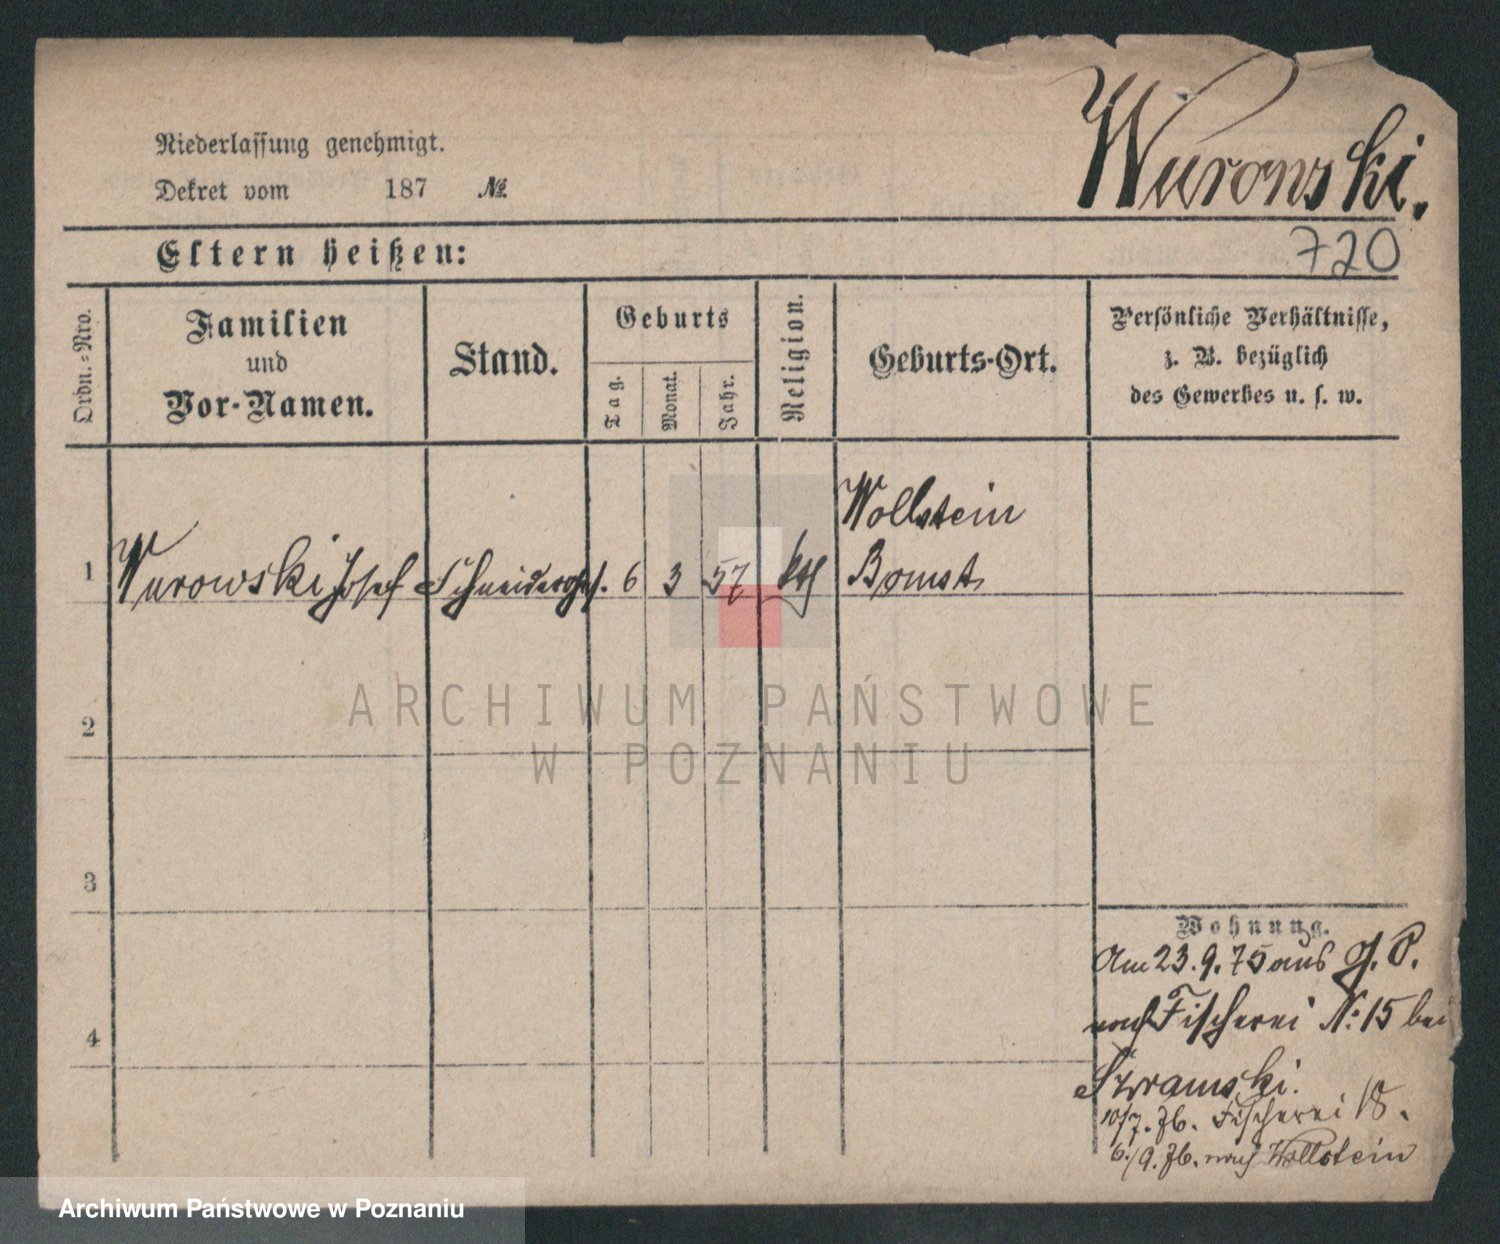 Wuronski.
Niederlassung genehmigt.
Dekret vom 187 №
Eltern heißen:
720
Ordn.=Nro.
Familien
und
Vor-Namen.
Stand.
Geburts
Tag.
Monat.
Jahr.
Religion.
Geburts-Ort.
Persönliche Verhältnisse,
z. B. bezüglich
des Gewerbes u. s. w.
Wollstein
1 Wurowski Josef Schneiderges. 6 3 57 kth Bomst
2
3
4
Wohnung.
Am 23.9.75 aus g. P.
nach Fischerei N: 15 bei
10/7. 76. Fischerei 18.
6./9. 76. nach Wollstein
ARCHIWUM PAŃSTWOWE
W POZNANIU
Archiwum Państwowe w Poznaniu